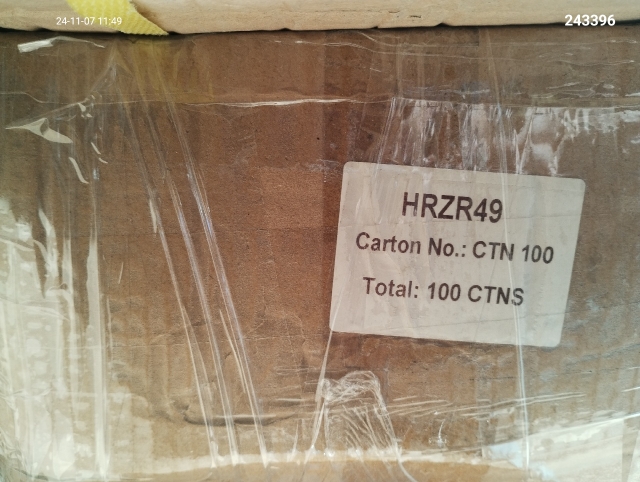 24-11-07 11:49
243396
HRZR49
Carton No.: CTN 100
Total: 100 CTNS